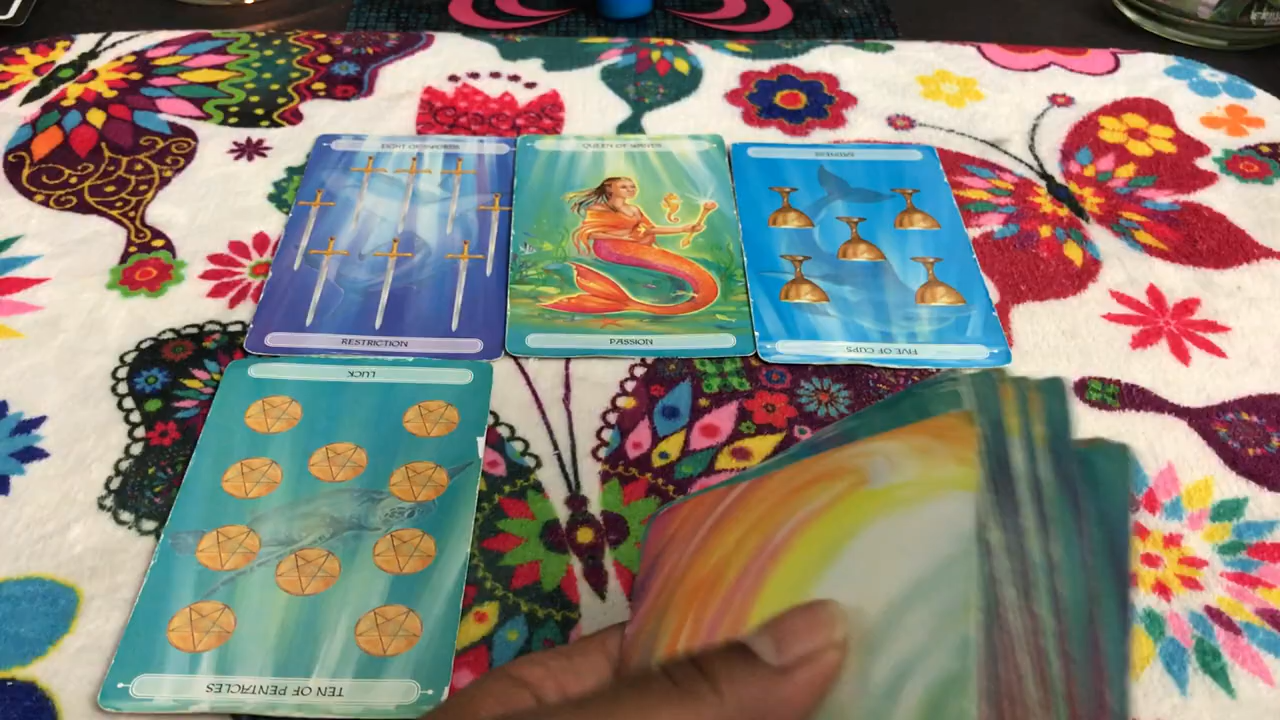 EIGHT OF SWORDS
QUEEN OF WANDS
SADNESS
RESTRICTION
PASSION
FIVE OF CUPS
LUCK
TEN OF PENTACLES